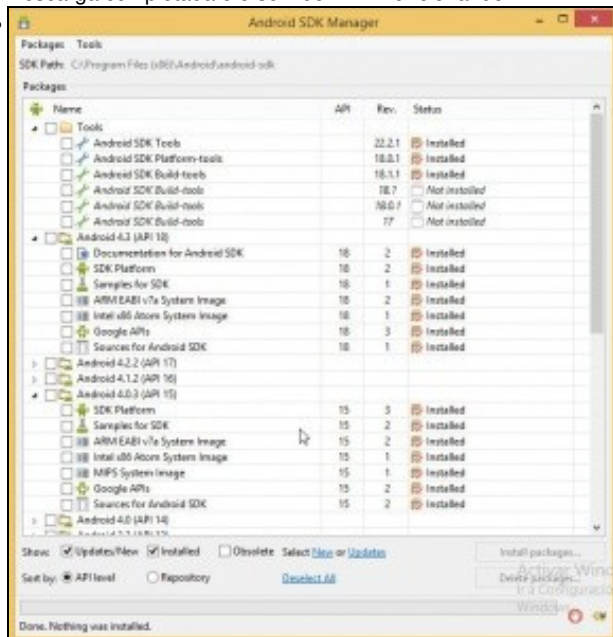 Android SDK Manager
Packages Tools
SDK Path: C:\Program Files (x86)\Android\android-sdk
Packages
Name API Rev. Status
Tools
Android SDK Tools 22.2.1 Installed
Android SDK Platform-tools 18.0.1 Installed
Android SDK Build-tools 18.1.1 Installed
Android SDK Build-tools 18.1 Not installed
Android SDK Build-tools 18.0.1 Not installed
Android SDK Build-tools 17 Not installed
Android 4.3 (API 18)
Documentation for Android SDK 18 2 Installed
SDK Platform 18 2 Installed
Samples for SDK 18 1 Installed
ARM EABI v7a System Image 18 2 Installed
Intel x86 Atom System Image 18 1 Installed
Google APIs 18 3 Installed
Sources for Android SDK 18 1 Installed
Android 4.2.2 (API 17)
Android 4.1.2 (API 16)
Android 4.0.3 (API 15)
SDK Platform 15 3 Installed
Samples for SDK 15 2 Installed
ARM EABI v7a System Image 15 2 Installed
Intel x86 Atom System Image 15 1 Installed
MIPS System Image 15 1 Installed
Google APIs 15 2 Installed
Sources for Android SDK 15 2 Installed
Android 4.0 (API 14)
Show: Updates/New Installed Obsolete Select New or Updates Install packages...
Sort by: API level Repository Deselect All Delete packages...
Activar Wind
Ir a Configuració
Windows
Done. Nothing was installed.